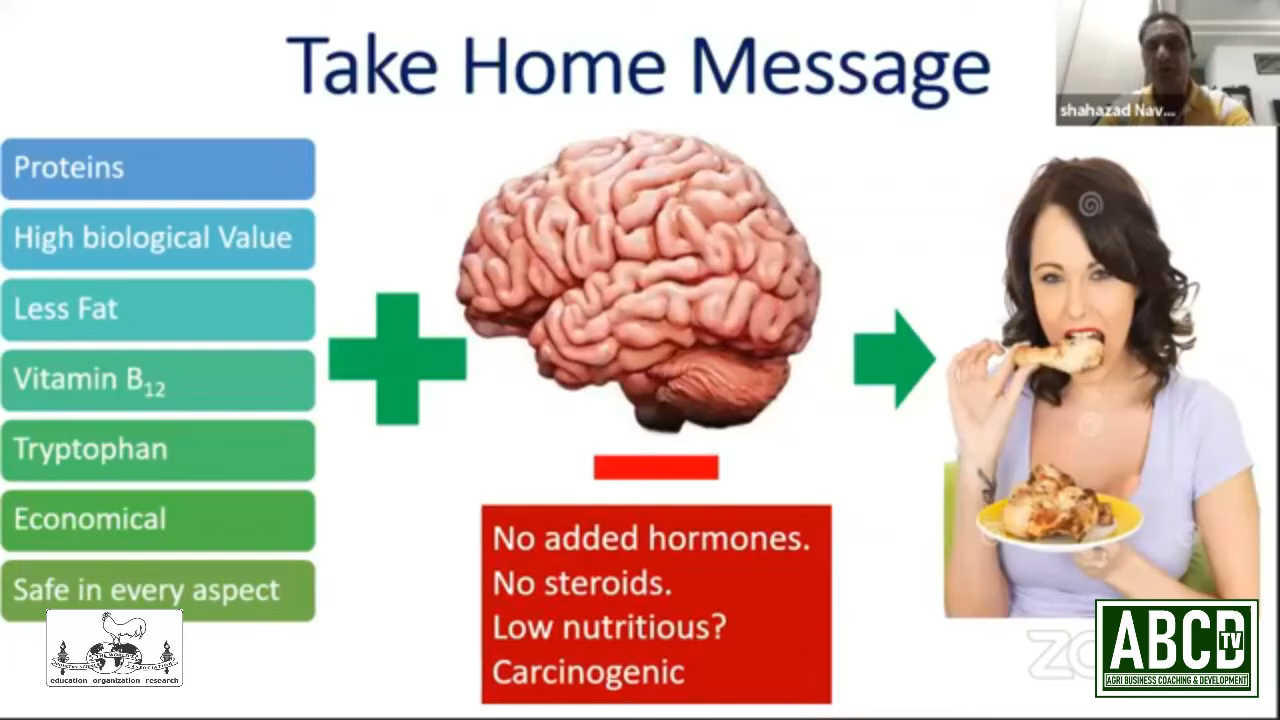 Take Home Message
shahazad Nav...
Proteins
High biological Value
Less Fat
Vitamin B12
Tryptophan
Economical
Safe in every aspect
No added hormones.
No steroids.
Low nutritious?
Carcinogenic
education organization research
ABCD TV
AGRI BUSINESS COACHING & DEVELOPMENT